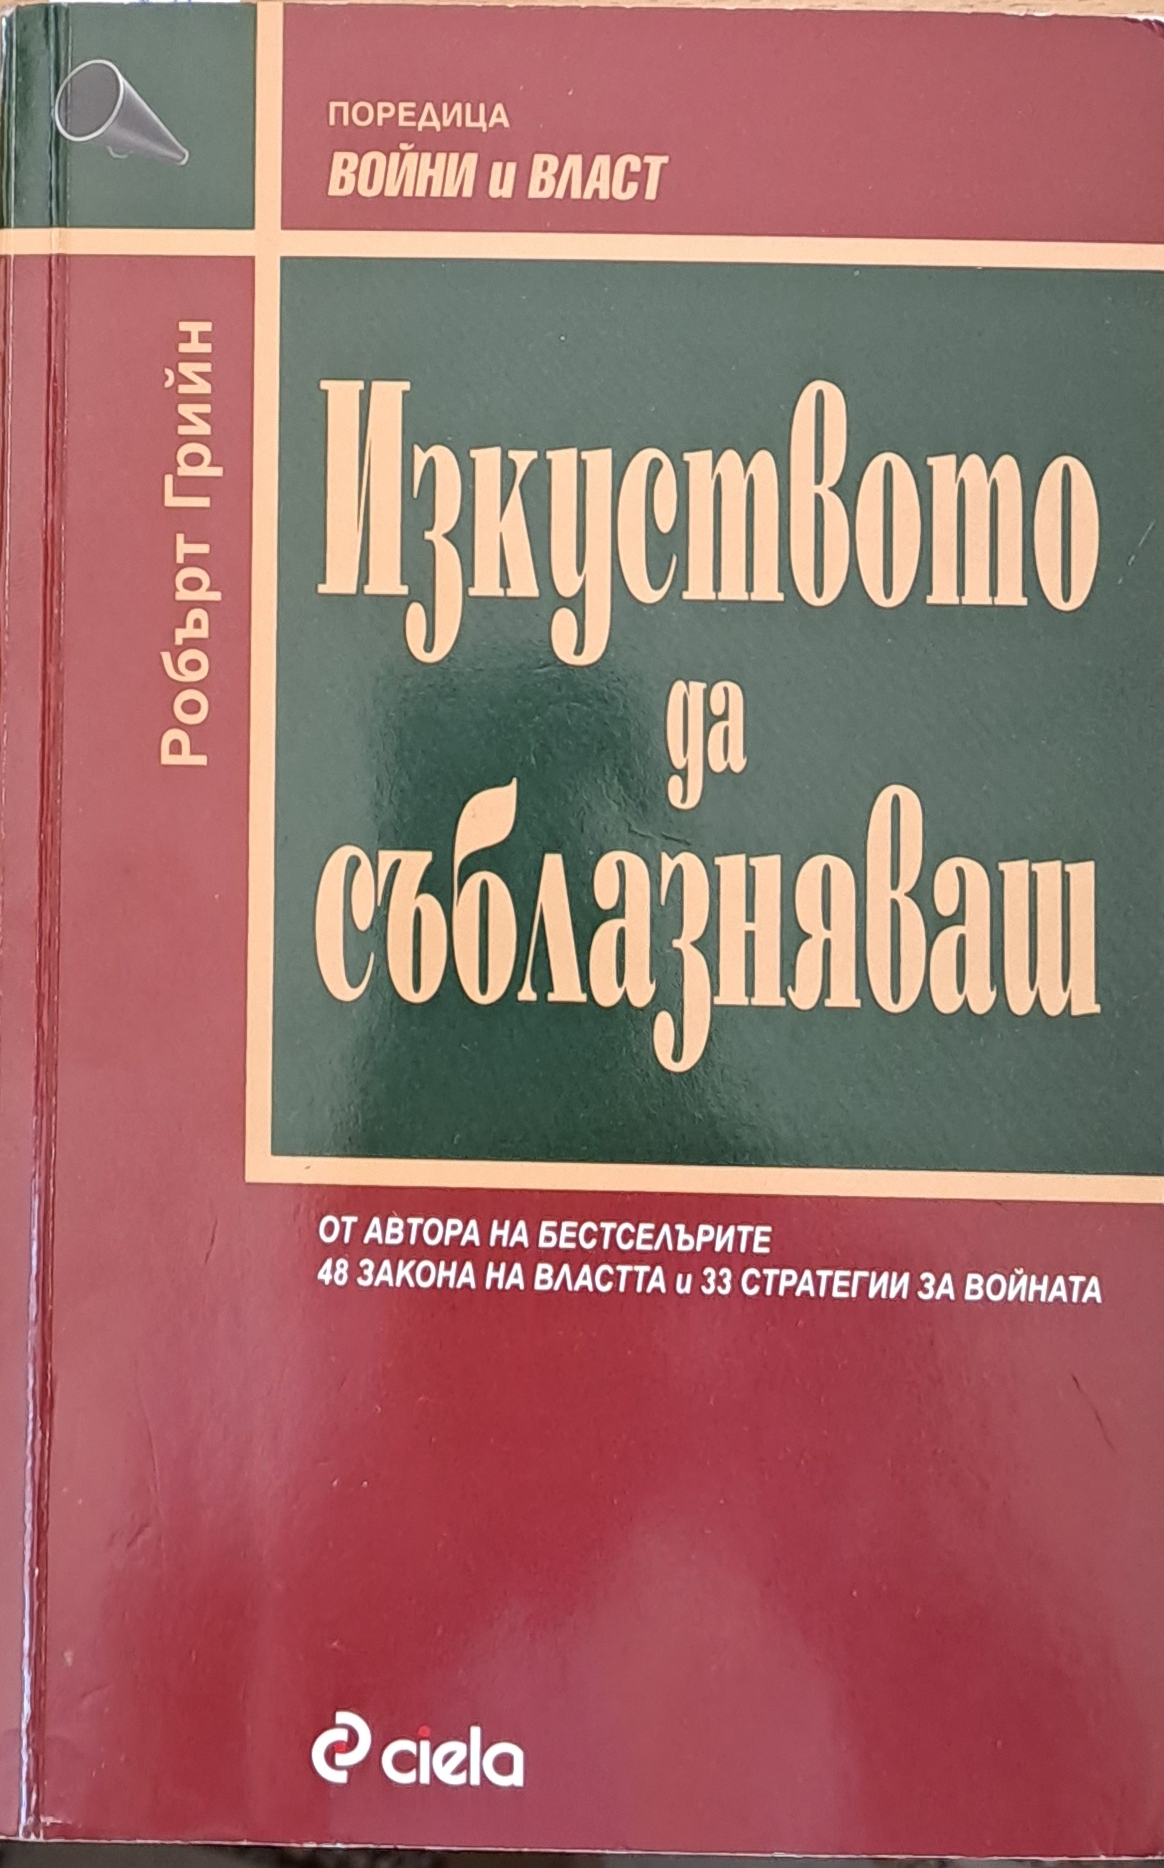 ПОРЕДИЦА
ВОЙНИ и ВЛАСТ
Робърт Грийн
Изкуството
да
съблазняваш
ОТ АВТОРА НА БЕСТСЕЛЪРИТЕ
48 ЗАКОНА НА ВЛАСТТА и 33 СТРАТЕГИИ ЗА ВОЙНАТА
ciela